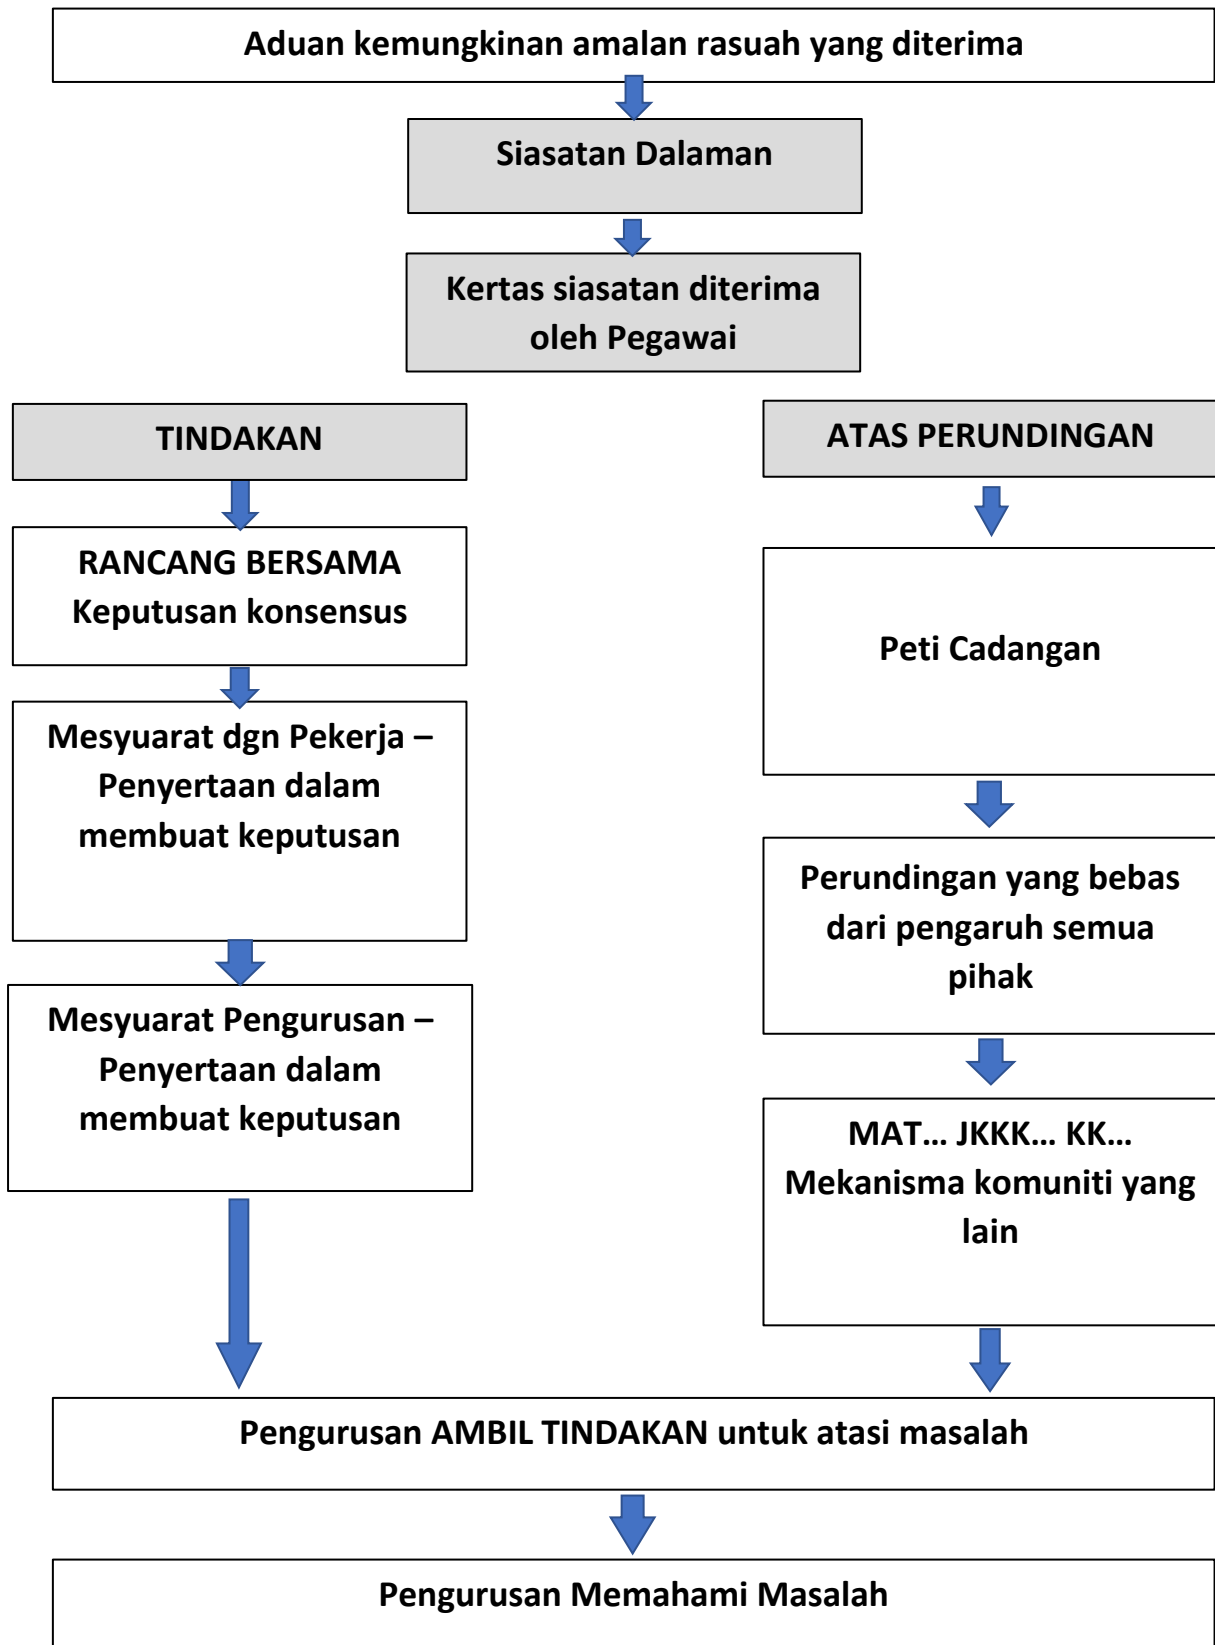 Aduan kemungkinan amalan rasuah yang diterima
Siasatan Dalaman
Kertas siasatan diterima
oleh Pegawai
TINDAKAN
RANCANG BERSAMA
Keputusan konsensus
Mesyuarat dgn Pekerja –
Penyertaan dalam
membuat keputusan
Mesyuarat Pengurusan –
Penyertaan dalam
membuat keputusan
ATAS PERUNDINGAN
Peti Cadangan
Perundingan yang bebas
dari pengaruh semua
pihak
MAT... JKKK... KK...
Mekanisma komuniti yang
lain
Pengurusan AMBIL TINDAKAN untuk atasi masalah
Pengurusan Memahami Masalah